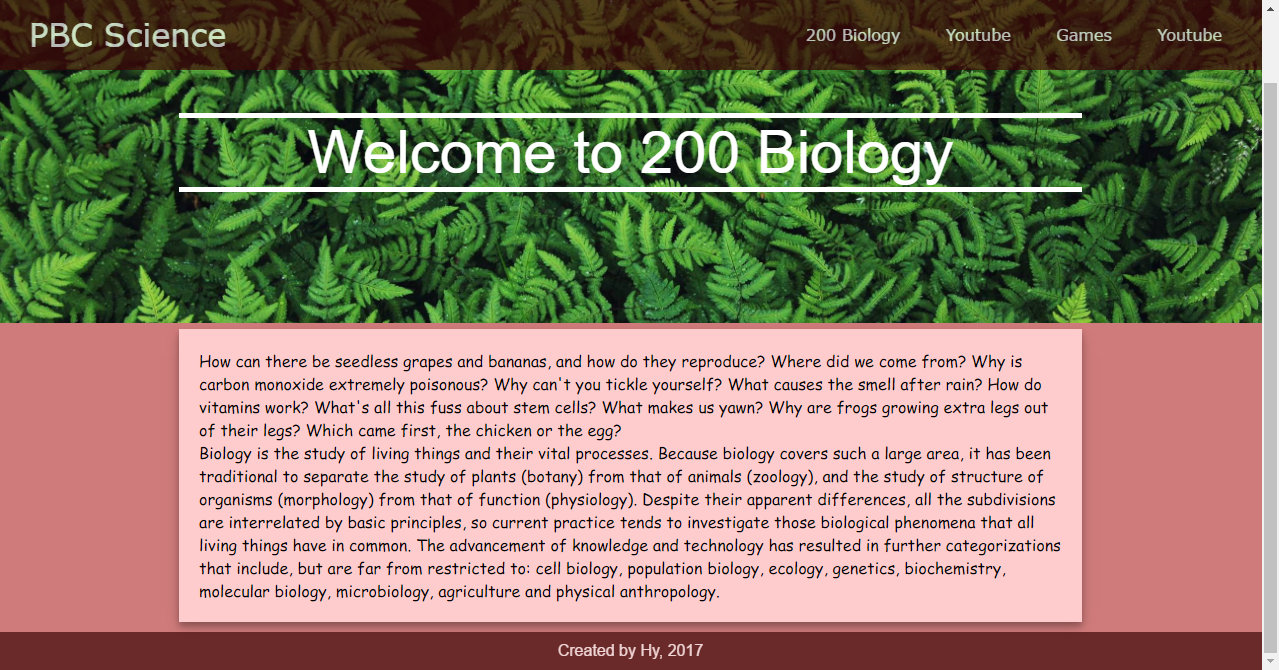 PBC Science
200 Biology Youtube Games Youtube
Welcome to 200 Biology
How can there be seedless grapes and bananas, and how do they reproduce? Where did we come from? Why is
carbon monoxide extremely poisonous? Why can't you tickle yourself? What causes the smell after rain? How do
vitamins work? What's all this fuss about stem cells? What makes us yawn? Why are frogs growing extra legs out
of their legs? Which came first, the chicken or the egg?
Biology is the study of living things and their vital processes. Because biology covers such a large area, it has been
traditional to separate the study of plants (botany) from that of animals (zoology), and the study of structure of
organisms (morphology) from that of function (physiology). Despite their apparent differences, all the subdivisions
are interrelated by basic principles, so current practice tends to investigate those biological phenomena that all
living things have in common. The advancement of knowledge and technology has resulted in further categorizations
that include, but are far from restricted to: cell biology, population biology, ecology, genetics, biochemistry,
molecular biology, microbiology, agriculture and physical anthropology.
Created by Hy, 2017